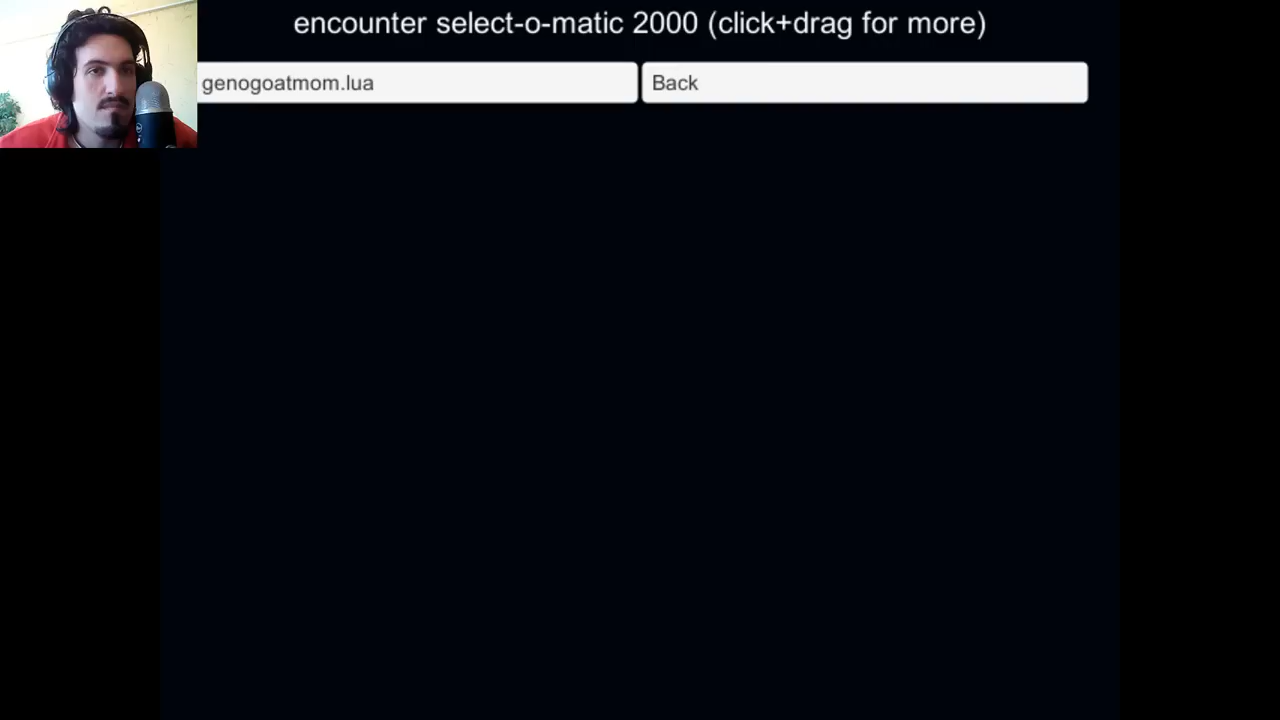 encounter select-o-matic 2000 (click+drag for more)
genogoatmom.lua
Back